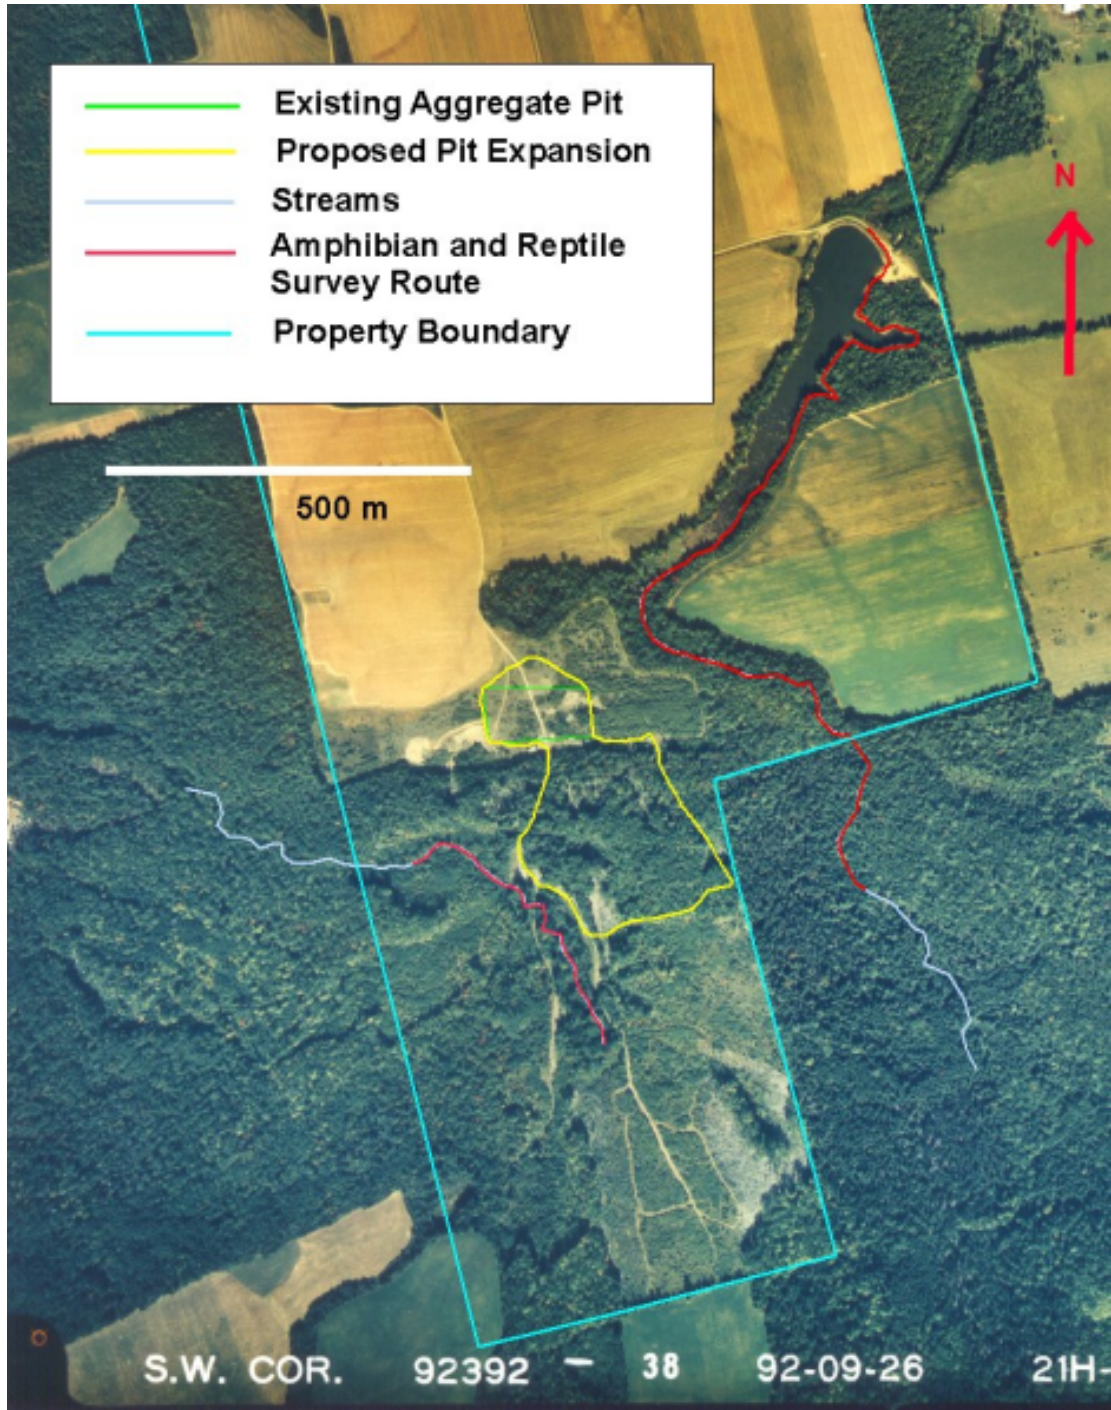 Existing Aggregate Pit
Proposed Pit Expansion
Streams
Amphibian and Reptile
Survey Route
Property Boundary
N
500 m
S.W. COR. 92392 - 38 92-09-26 21H-